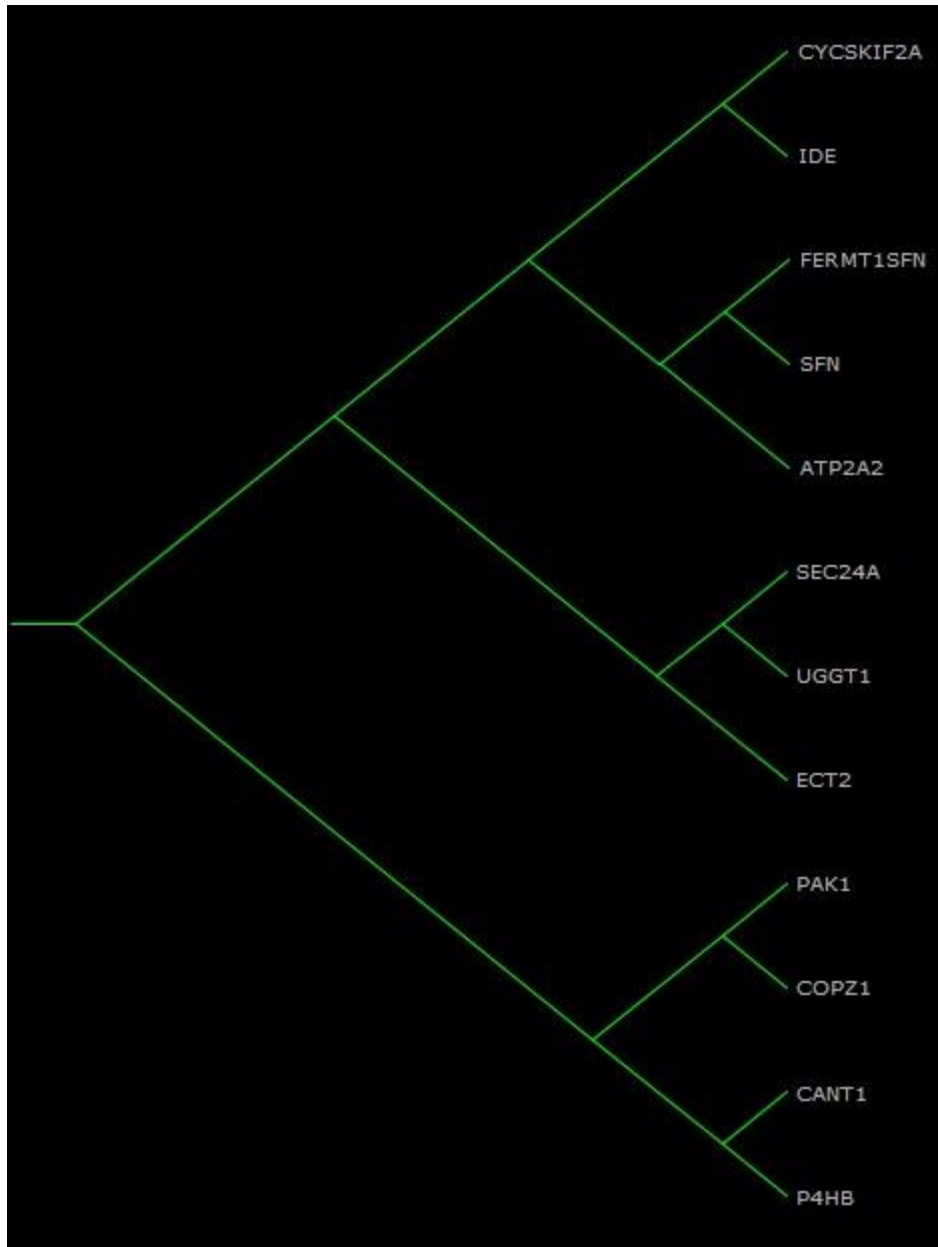 CYCSKIF2A
IDE
FERMT1SFN
SFN
ATP2A2
SEC24A
UGGT1
ECT2
PAK1
COPZ1
CANT1
P4HB